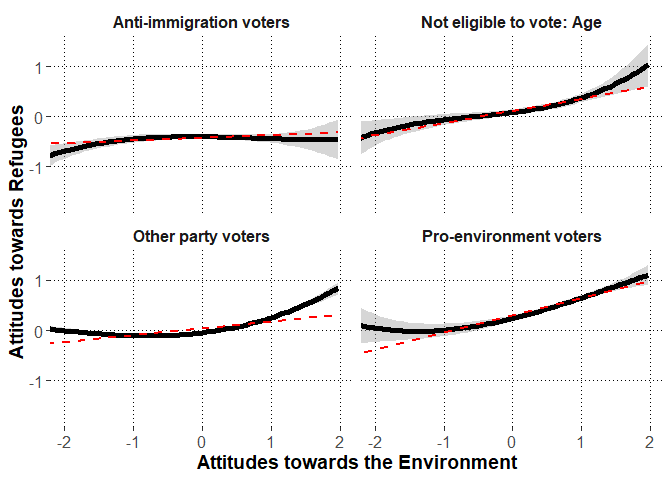 Anti-immigration voters
Not eligible to vote: Age
1
0
-1
Other party voters
Pro-environment voters
1
0
-1
-2
-1
0
1
2
-2
-1
0
1
2
Attitudes towards Refugees
Attitudes towards the Environment